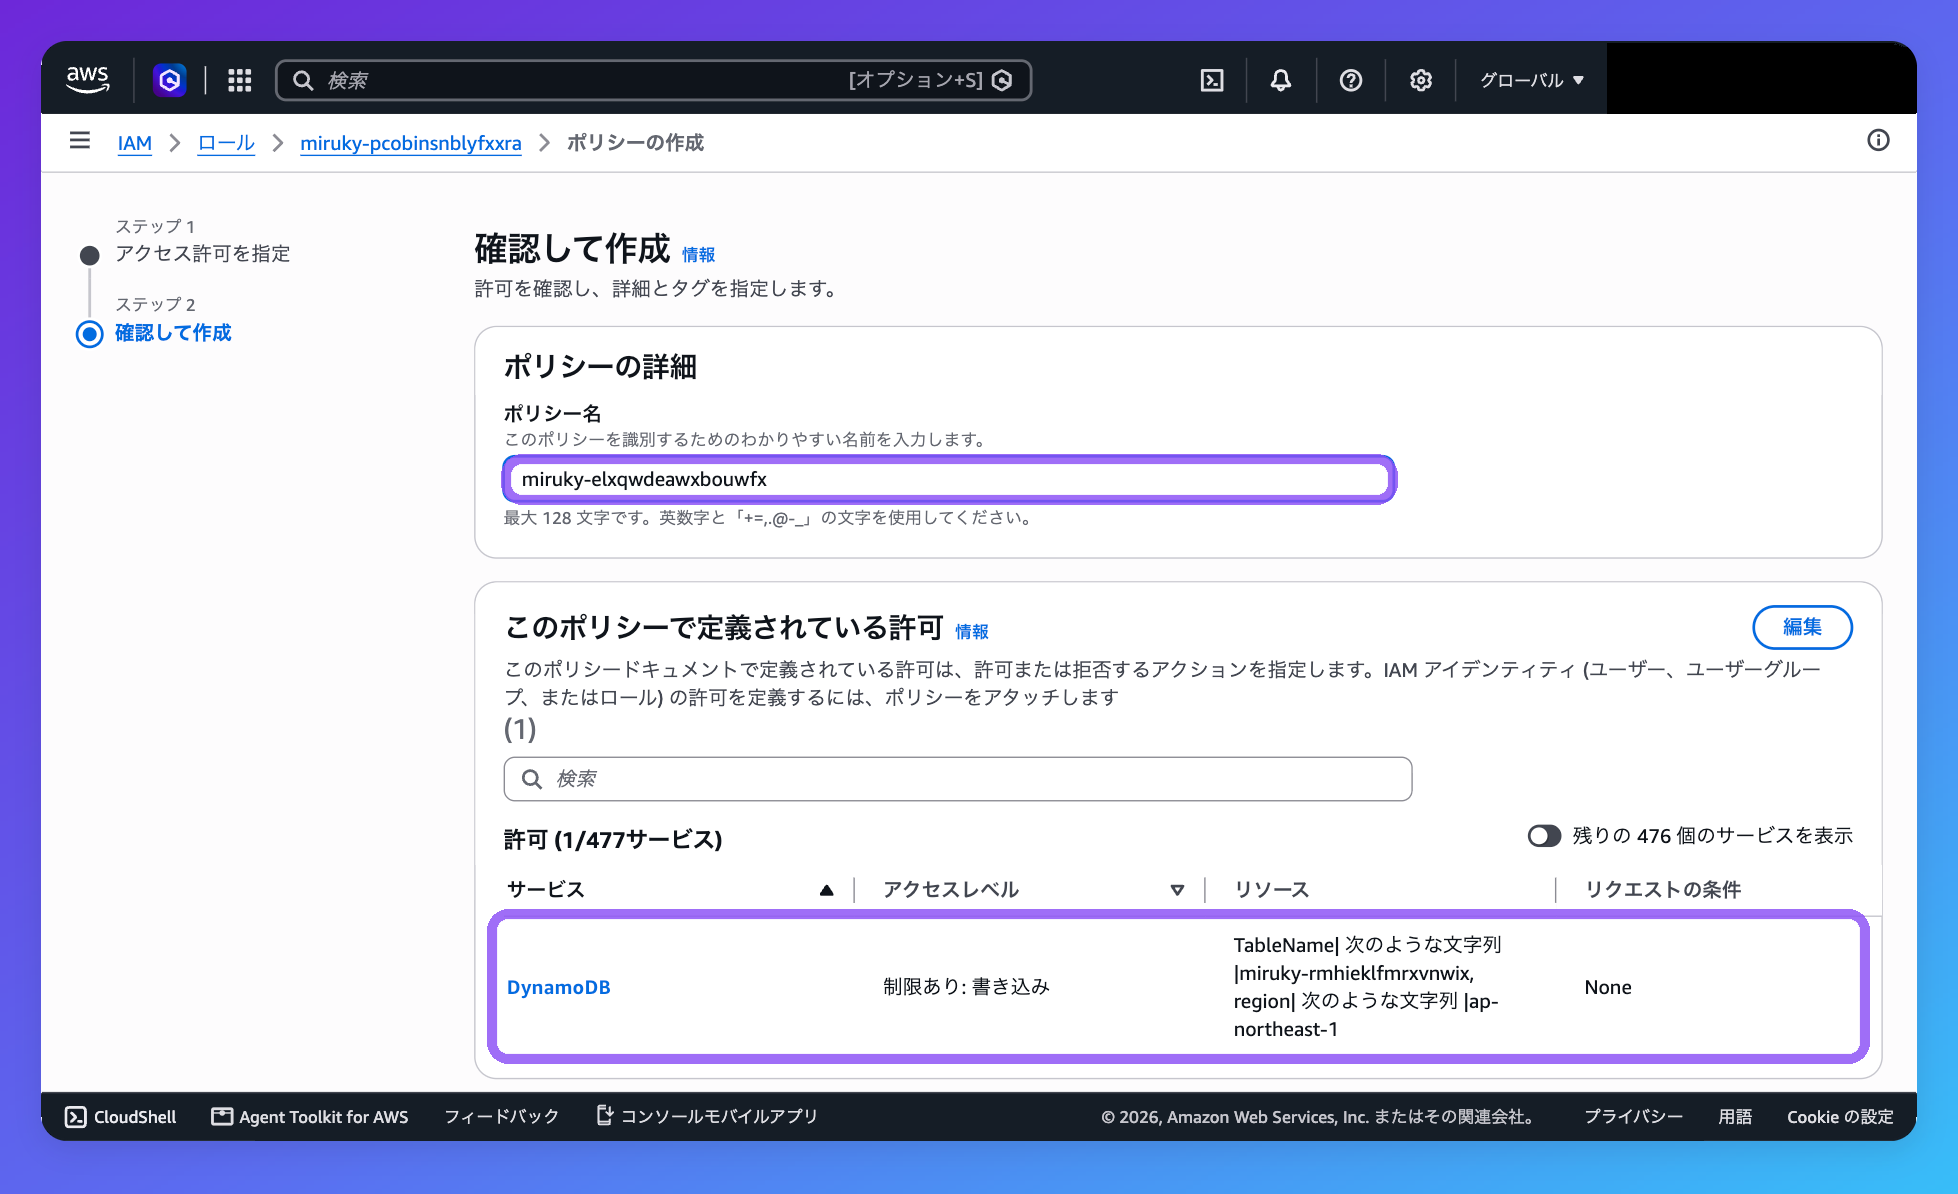 aws
検索
[オプション+S]
グローバル ▼
IAM > ロール > miruky-pcobinsnblyfxxra > ポリシーの作成
ステップ 1
アクセス許可を指定
ステップ 2
確認して作成
確認して作成 情報
許可を確認し、詳細とタグを指定します。
ポリシーの詳細
ポリシー名
このポリシーを識別するためのわかりやすい名前を入力します。
miruky-elxqwdeawxbouwfx
最大 128 文字です。英数字と「+=,.@-_」の文字を使用してください。
このポリシーで定義されている許可 情報
編集
このポリシードキュメントで定義されている許可は、許可または拒否するアクションを指定します。IAM アイデンティティ (ユーザー、ユーザーグルー
プ、またはロール) の許可を定義するには、ポリシーをアタッチします
(1)
検索
許可 (1/477サービス)
残りの 476 個のサービスを表示
サービス アクセスレベル リソース リクエストの条件
DynamoDB
制限あり: 書き込み
TableName| 次のような文字列
|miruky-rmhieklfmrxvnwix,
region| 次のような文字列 |ap-
northeast-1
None
CloudShell Agent Toolkit for AWS フィードバック コンソールモバイルアプリ © 2026, Amazon Web Services, Inc. またはその関連会社。 プライバシー 用語 Cookie の設定